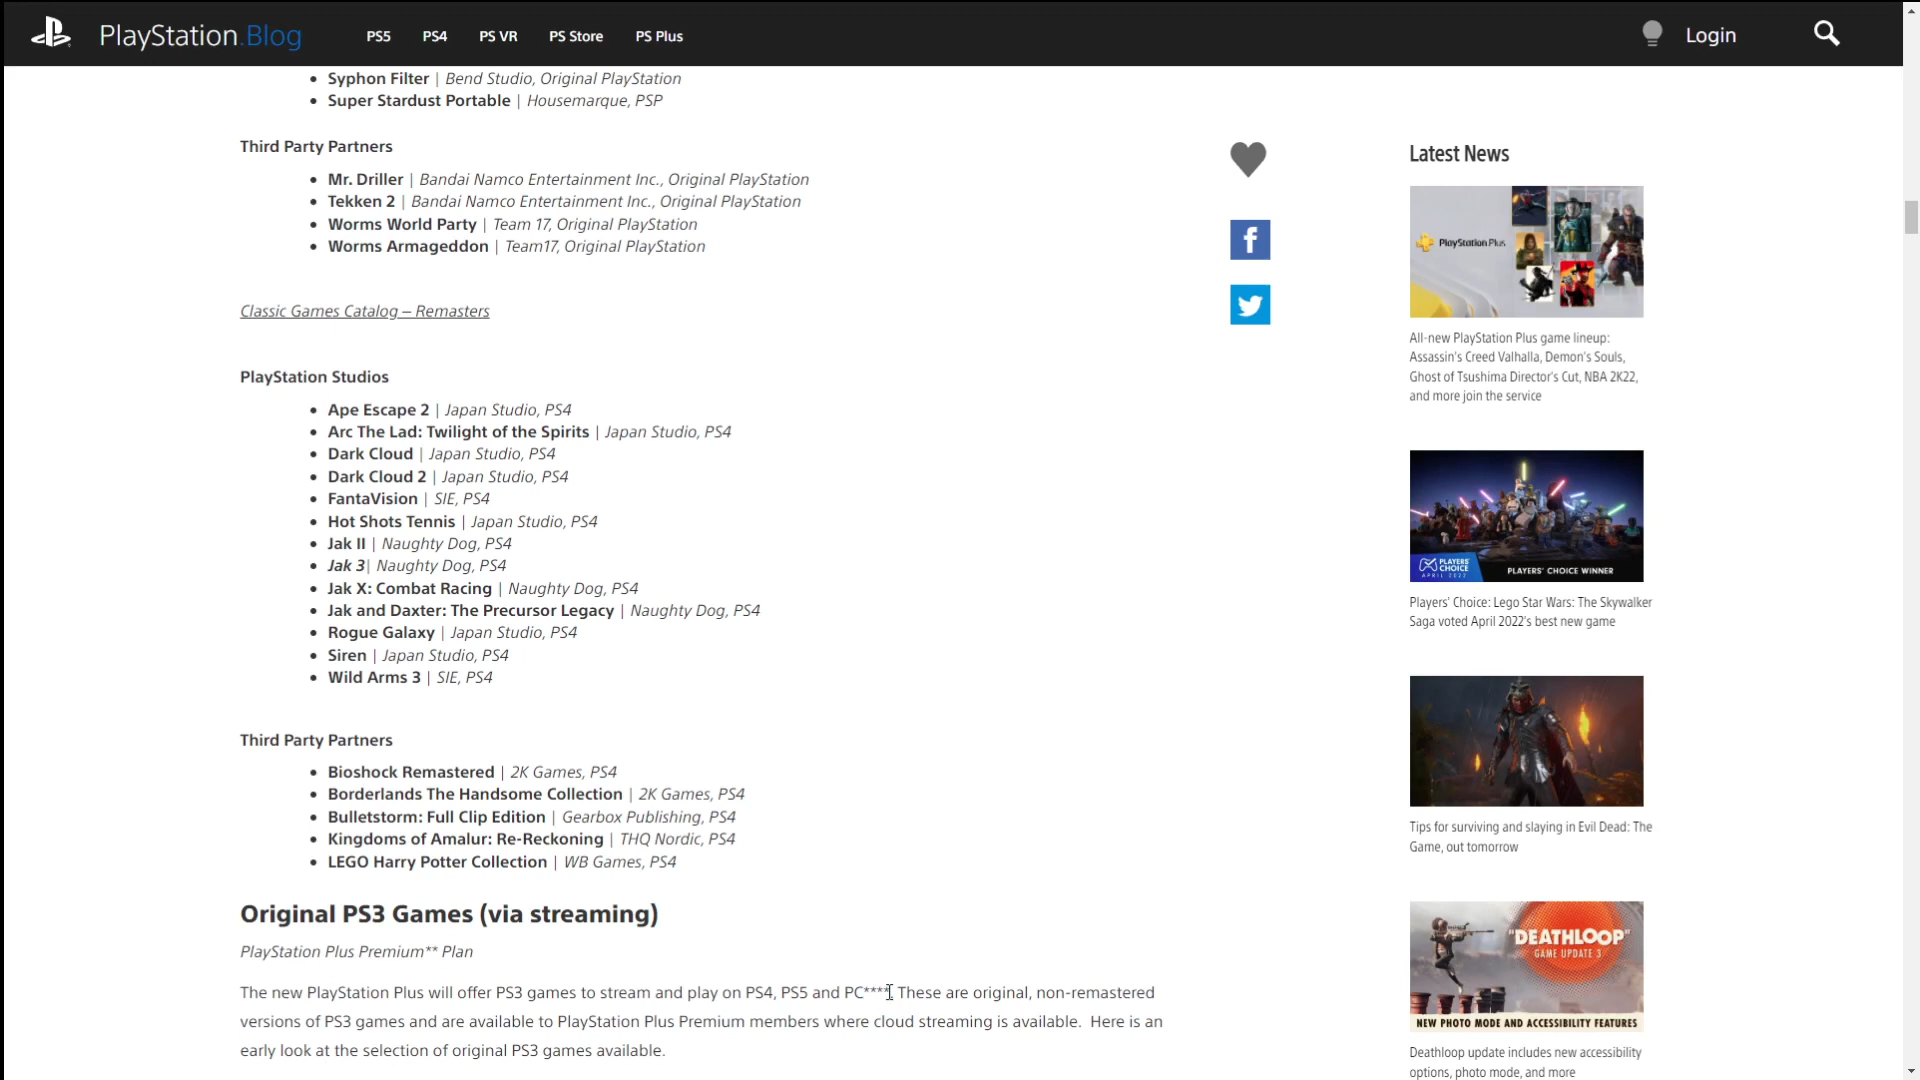 PlayStation.Blog
PS5
PS4
PS VR
PS Store
PS Plus
Login
Syphon Filter | Bend Studio, Original PlayStation
Super Stardust Portable | Housemarque, PSP
Third Party Partners
Mr. Driller | Bandai Namco Entertainment Inc., Original PlayStation
Tekken 2 | Bandai Namco Entertainment Inc., Original PlayStation
Worms World Party | Team 17, Original PlayStation
Worms Armageddon | Team17, Original PlayStation
Classic Games Catalog – Remasters
PlayStation Studios
Ape Escape 2 | Japan Studio, PS4
Arc The Lad: Twilight of the Spirits | Japan Studio, PS4
Dark Cloud | Japan Studio, PS4
Dark Cloud 2 | Japan Studio, PS4
FantaVision | SIE, PS4
Hot Shots Tennis | Japan Studio, PS4
Jak II | Naughty Dog, PS4
Jak 3| Naughty Dog, PS4
Jak X: Combat Racing | Naughty Dog, PS4
Jak and Daxter: The Precursor Legacy | Naughty Dog, PS4
Rogue Galaxy | Japan Studio, PS4
Siren | Japan Studio, PS4
Wild Arms 3 | SIE, PS4
Third Party Partners
Bioshock Remastered | 2K Games, PS4
Borderlands The Handsome Collection | 2K Games, PS4
Bulletstorm: Full Clip Edition | Gearbox Publishing, PS4
Kingdoms of Amalur: Re-Reckoning | THQ Nordic, PS4
LEGO Harry Potter Collection | WB Games, PS4
Original PS3 Games (via streaming)
PlayStation Plus Premium** Plan
The new PlayStation Plus will offer PS3 games to stream and play on PS4, PS5 and PC****. These are original, non-remastered
versions of PS3 games and are available to PlayStation Plus Premium members where cloud streaming is available. Here is an
early look at the selection of original PS3 games available.
Latest News
PlayStation Plus
All-new PlayStation Plus game lineup:
Assassin's Creed Valhalla, Demon's Souls,
Ghost of Tsushima Director's Cut, NBA 2K22,
and more join the service
PLAYERS'
CHOICE
APRIL 2022
PLAYERS' CHOICE WINNER
Players' Choice: Lego Star Wars: The Skywalker
Saga voted April 2022's best new game
Tips for surviving and slaying in Evil Dead: The
Game, out tomorrow
"DEATHLOOP"
GAME UPDATE 3
NEW PHOTO MODE AND ACCESSIBILITY FEATURES
Deathloop update includes new accessibility
options, photo mode, and more